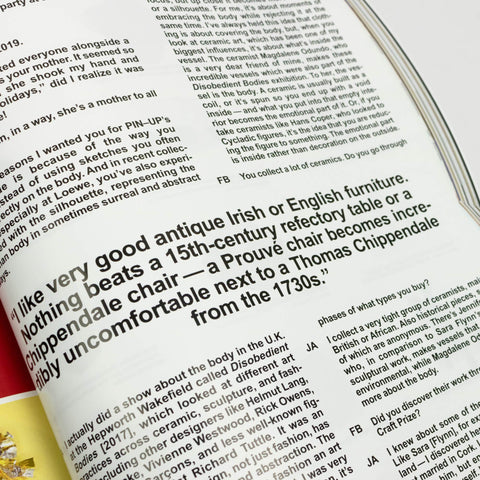 party at
2019.
ked everyone alongside a
s your mother. It seemed so
she shook my hand and
olidays," did I realize it was
n, in a way, she's a mother to all
easons I wanted you for PIN–UP's
e is because of the way you
stead of using sketches you often
ectly on the body. And in recent collec-
specially at Loewe, you've also experi-
ed with the silhouette, representing the
an body in sometimes surreal and abstract
ays.
or a silhouette. For me, it's about moments of
embracing the body while rejecting it at the
same time. I've always held this idea that cloth-
ing is about covering the body, but, when you
look at ceramic art, which has been one of my
biggest influences, it's about what's inside the
vessel. The ceramist Magdalene Odundo, who
is a very dear friend of mine, makes these
incredible vessels which were also part of the
Disobedient Bodies exhibition. To her, the ves-
sel is the body. A ceramic is usually built as a
coil, or it's spun so you end up with a void
inside — and what you put into that empty inte-
rior becomes the emotional part of it. Or, if you
take ceramists like Hans Coper, who looked to
Cycladic figures, it's the idea that you are reduc-
ing the figure to something. The emotional part
is inside rather than decoration on the outside.
FB You collect a lot of ceramics. Do you go through
"I like very good antique Irish or English furniture.
Nothing beats a 15th-century refectory table or a
Chippendale chair — a Prouvé chair becomes incre-
dibly uncomfortable next to a Thomas Chippendale
from the 1730s."
I actually did a show about the body in the U.K.
at the Hepworth Wakefield called Disobedient
Bodies [2017], which looked at different art
practices across ceramic, sculpture, and fash-
including other designers like Helmut Lang,
Vivienne Westwood, Rick Owens,
Garçons, and less well-known fig-
Richard Tuttle. It was an
not just fashion, has
and abstraction. The
fashion an art
I was very
it's
phases of what types you buy?
JA I collect a very tight group of ceramists, mai
British or African. Also historical pieces, s
of which are anonymous. There's Jennif
who, in comparison to Sara Flynn
sculptural work, makes vessels that
environmental, while Magdalene Od
more about the body.
FB Did you discover their work thr
Craft Prize?
JA I knew about some of the
Like Sara [Flynn], for ex
land — I discovered he
got married in Cork